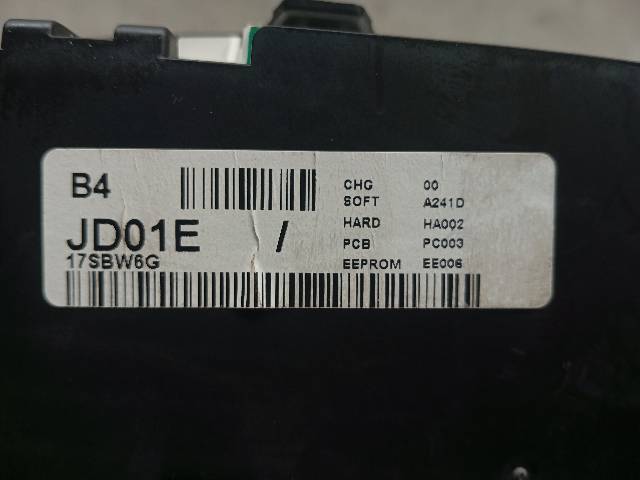 B4
JD01E /
17SBW6G
CHG 00
SOFT A241D
HARD HA002
PCB PC003
EEPROM EE006